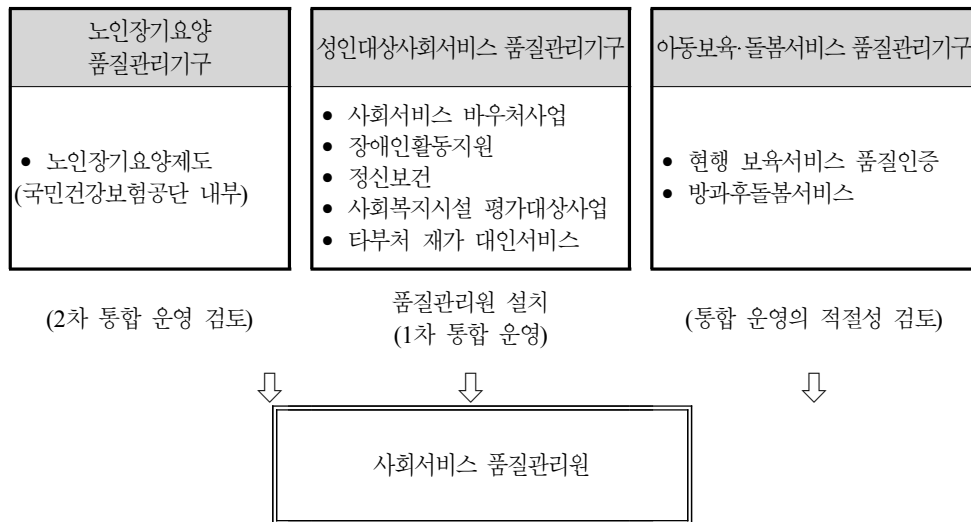 노인장기요양
품질관리기구
• 노인장기요양제도
(국민건강보험공단 내부)
(2차 통합 운영 검토)
성인대상사회서비스 품질관리기구
• 사회서비스 바우처사업
• 장애인활동지원
• 정신보건
• 사회복지시설 평가대상사업
• 타부처 재가 대인서비스
품질관리원 설치
(1차 통합 운영)
아동보육·돌봄서비스 품질관리기구
• 현행 보육서비스 품질인증
• 방과후돌봄서비스
(통합 운영의 적절성 검토)
사회서비스 품질관리원